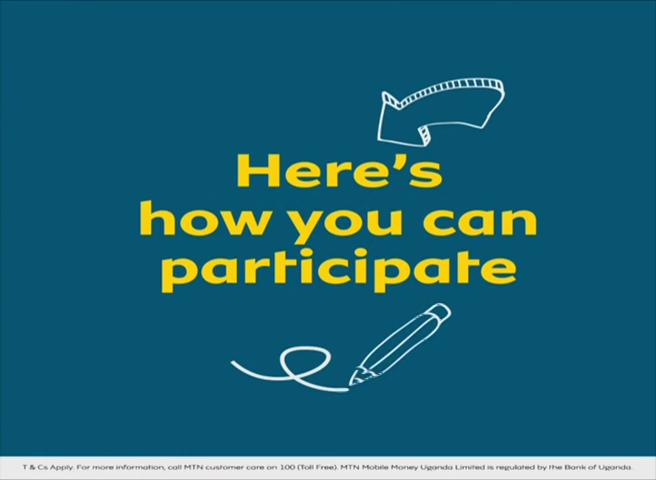 Here's
how you can
participate
T & Cs Apply. For more information, call MTN customer care on 100 (Toll Free). MTN Mobile Money Uganda Limited is regulated by the Bank of Uganda.